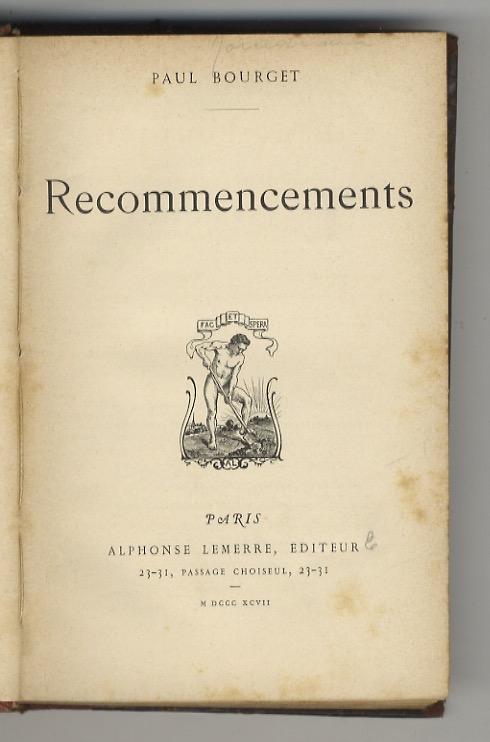 PAUL BOURGET
Recommencements
FAC ET SPERA
AL
PARIS
ALPHONSE LEMERRE, EDITEUR
23-31, PASSAGE CHOISEUL, 23-31
M DCCC XCVII